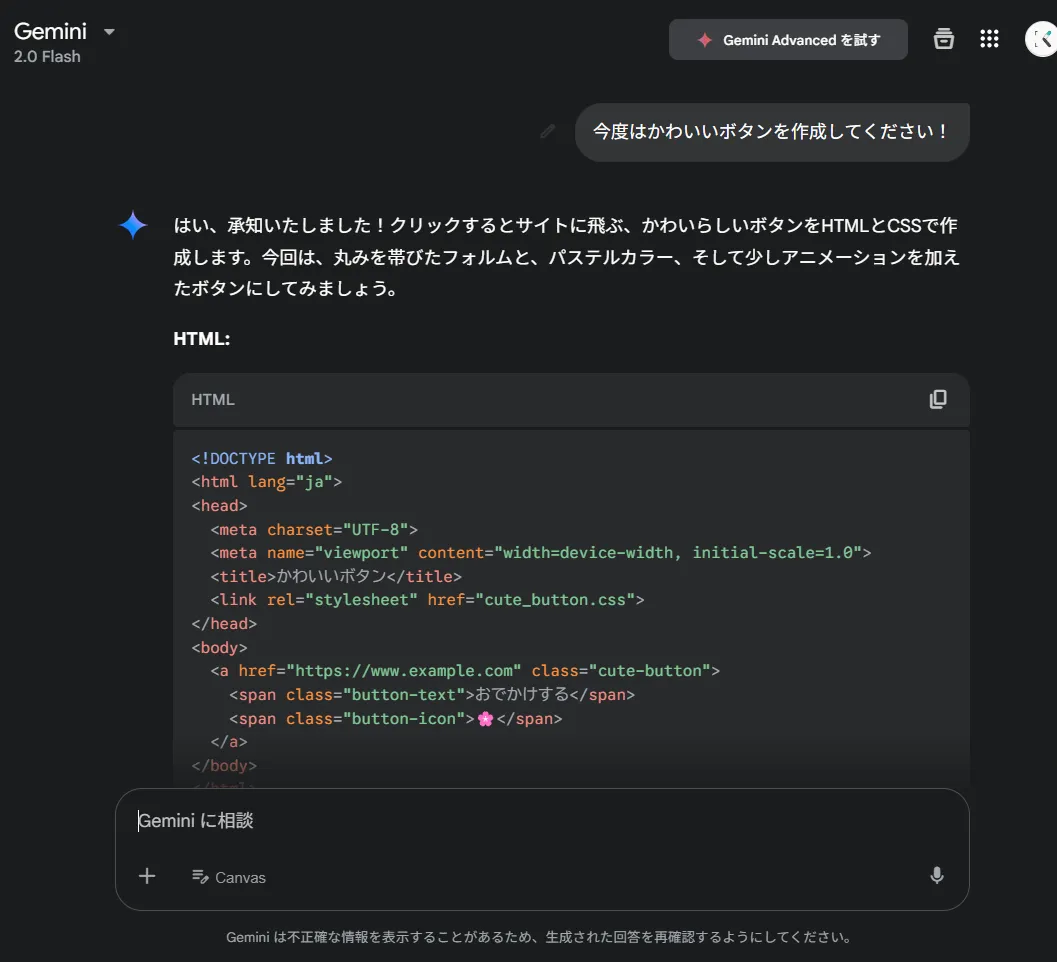 Gemini
2.0 Flash
Gemini Advanced を試す
今度はかわいいボタンを作成してください！
はい、承知いたしました！クリックするとサイトに飛ぶ、かわいらしいボタンをHTMLとCSSで作
成します。今回は、丸みを帯びたフォルムと、パステルカラー、そして少しアニメーションを加え
たボタンにしてみましょう。
HTML:
HTML
<!DOCTYPE html>
<html lang="ja">
<head>
  <meta charset="UTF-8">
  <meta name="viewport" content="width=device-width, initial-scale=1.0">
  <title>かわいいボタン</title>
  <link rel="stylesheet" href="cute_button.css">
</head>
<body>
  <a href="https://www.example.com" class="cute-button">
    <span class="button-text">おでかけする</span>
    <span class="button-icon">🌸</span>
  </a>
</body>
</html>
Gemini に相談
Canvas
Gemini は不正確な情報を表示することがあるため、生成された回答を再確認するようにしてください。